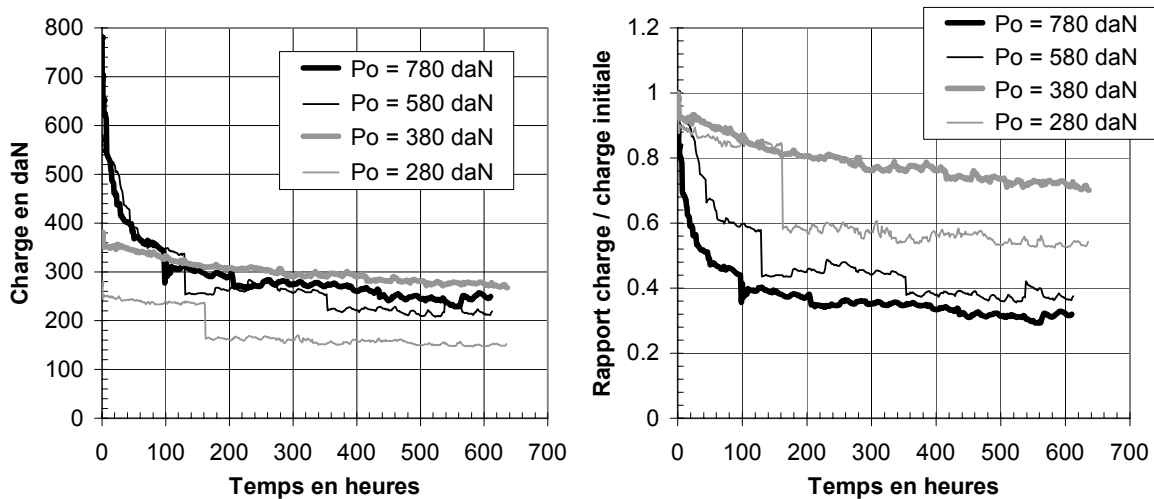 800
700
600
500
400
300
200
100
0
Charge en daN
0 100 200 300 400 500 600 700
Temps en heures
Po = 780 daN
Po = 580 daN
Po = 380 daN
Po = 280 daN
1.2
1
0.8
0.6
0.4
0.2
0
Rapport charge / charge initiale
0 100 200 300 400 500 600 700
Temps en heures
Po = 780 daN
Po = 580 daN
Po = 380 daN
Po = 280 daN